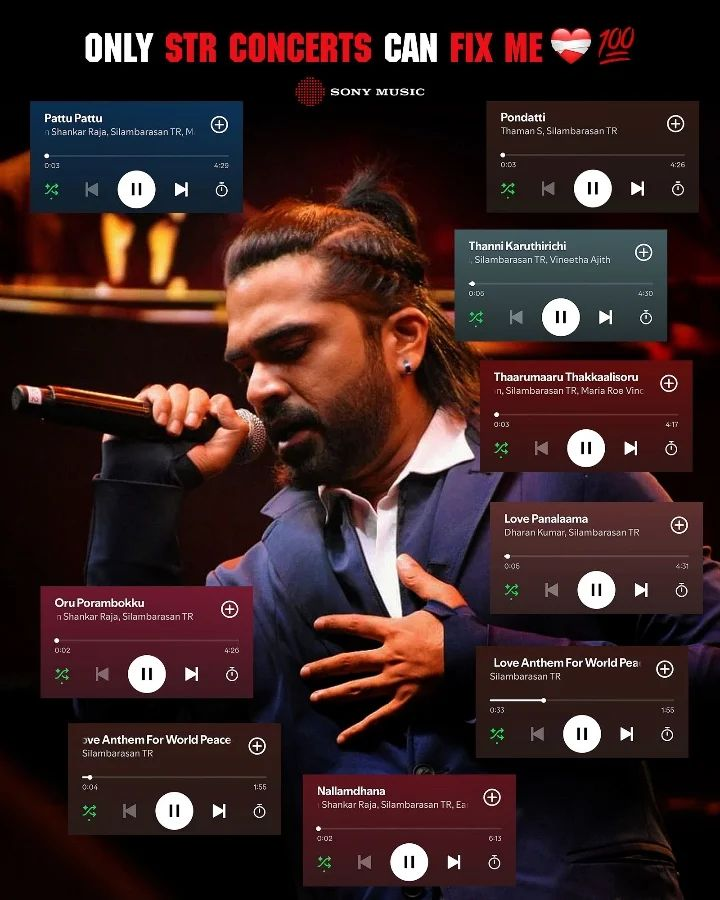 ONLY STR CONCERTS CAN FIX ME ❤️‍🩹💯
SONY MUSIC
Pattu Pattu
Shankar Raja, Silambarasan TR, M
0:03 4:29
Pondatti
Thaman S, Silambarasan TR
0:03 4:26
Thanni Karuthirichi
, Silambarasan TR, Vineetha Ajith
0:05 4:30
Thaarumaaru Thakkaalisoru
n, Silambarasan TR, Maria Roe Vinc
0:03 4:17
Love Panalaama
Dharan Kumar, Silambarasan TR
0:05 4:31
Oru Porambokku
n Shankar Raja, Silambarasan TR
0:02 4:26
Love Anthem For World Pea
Silambarasan TR
0:33 1:55
ove Anthem For World Peace
Silambarasan TR
0:04 1:55
Nallamdhana
Shankar Raja, Silambarasan TR, Ea
0:02 6:13